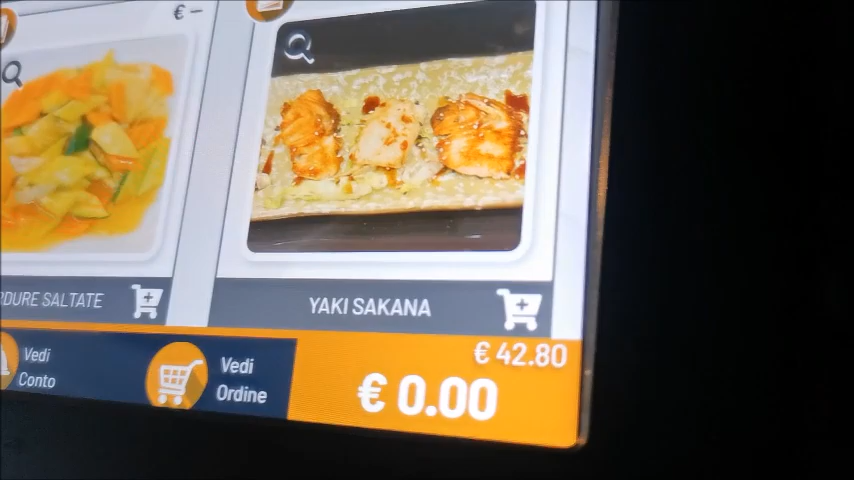 € –
RDURE SALTATE
YAKI SAKANA
Vedi
Conto
Vedi
Ordine
€ 42.80
€ 0.00